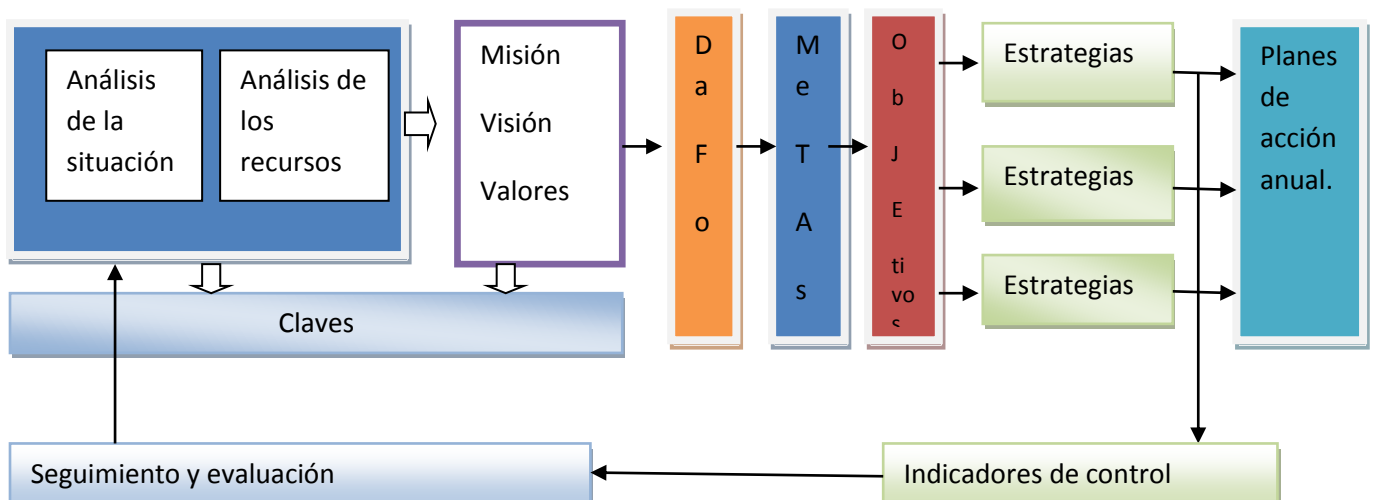 Análisis
de la
situación
Análisis de
los
recursos
Misión
Visión
Valores
D
a
F
o
M
e
T
A
s
O
b
J
E
ti
vo
s
Estrategias
Estrategias
Estrategias
Planes
de
acción
anual.
Claves
Seguimiento y evaluación
Indicadores de control